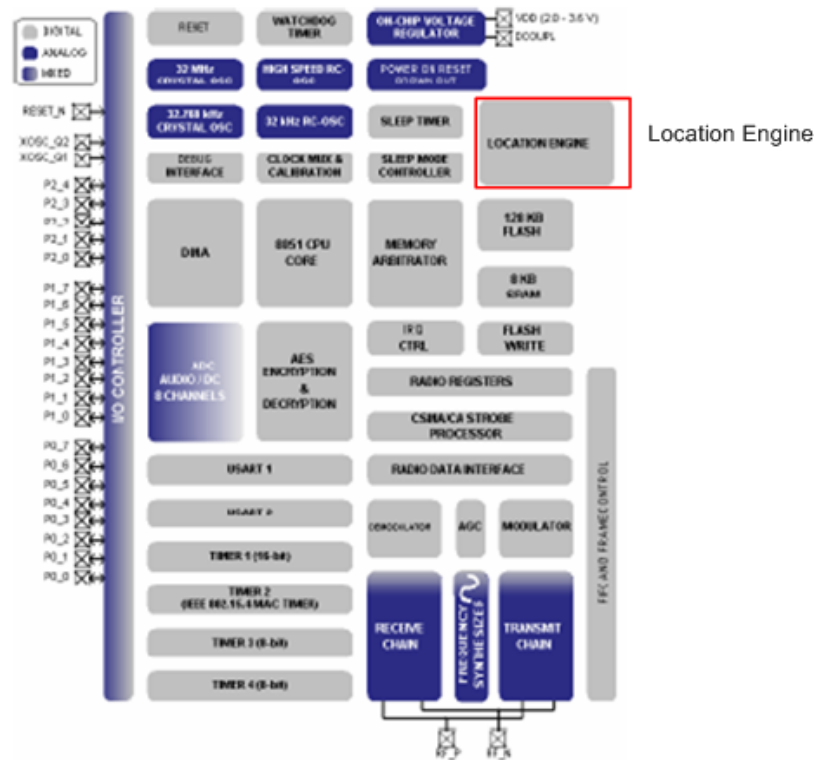 DIGITAL
ANALOG
MIXED
RESET
WATCHDOG
TIMER
ON-CHIP VOLTAGE
REGULATOR
VDD (2.0 - 3.6 V)
DCOUPL
32 MHz
CRYSTAL OSC
HIGH SPEED RC-
OSC
POWER ON RESET
BROWN OUT
RESET_N
XOSC_Q2
XOSC_Q1
32.768 kHz
CRYSTAL OSC
32 kHz RC-OSC
SLEEP TIMER
LOCATION ENGINE
Location Engine
DEBUG
INTERFACE
CLOCK MUX &
CALIBRATION
SLEEP MODE
CONTROLLER
P2_4
P2_3
P2_2
P2_1
P2_0
P1_7
P1_6
P1_5
P1_4
P1_3
P1_2
P1_1
P1_0
P0_7
P0_6
P0_5
P0_4
P0_3
P0_2
P0_1
P0_0
I/O CONTROLLER
DMA
8051 CPU
CORE
MEMORY
ARBITRATOR
128 KB
FLASH
8 KB
SRAM
ADC
AUDIO / DC
8 CHANNELS
AES
ENCRYPTION
&
DECRYPTION
IRQ
CTRL
FLASH
WRITE
RADIO REGISTERS
CSMA/CA STROBE
PROCESSOR
USART 1
RADIO DATA INTERFACE
USART 2
DEMODULATOR
AGC
MODULATOR
TIMER 1 (16-bit)
TIMER 2
(IEEE 802.15.4 MAC TIMER)
TIMER 3 (8-bit)
TIMER 4 (8-bit)
RECEIVE
CHAIN
FREQUENCY
SYNTHESIZER
TRANSMIT
CHAIN
FIFO AND FRAME CONTROL
RF_P
RF_N